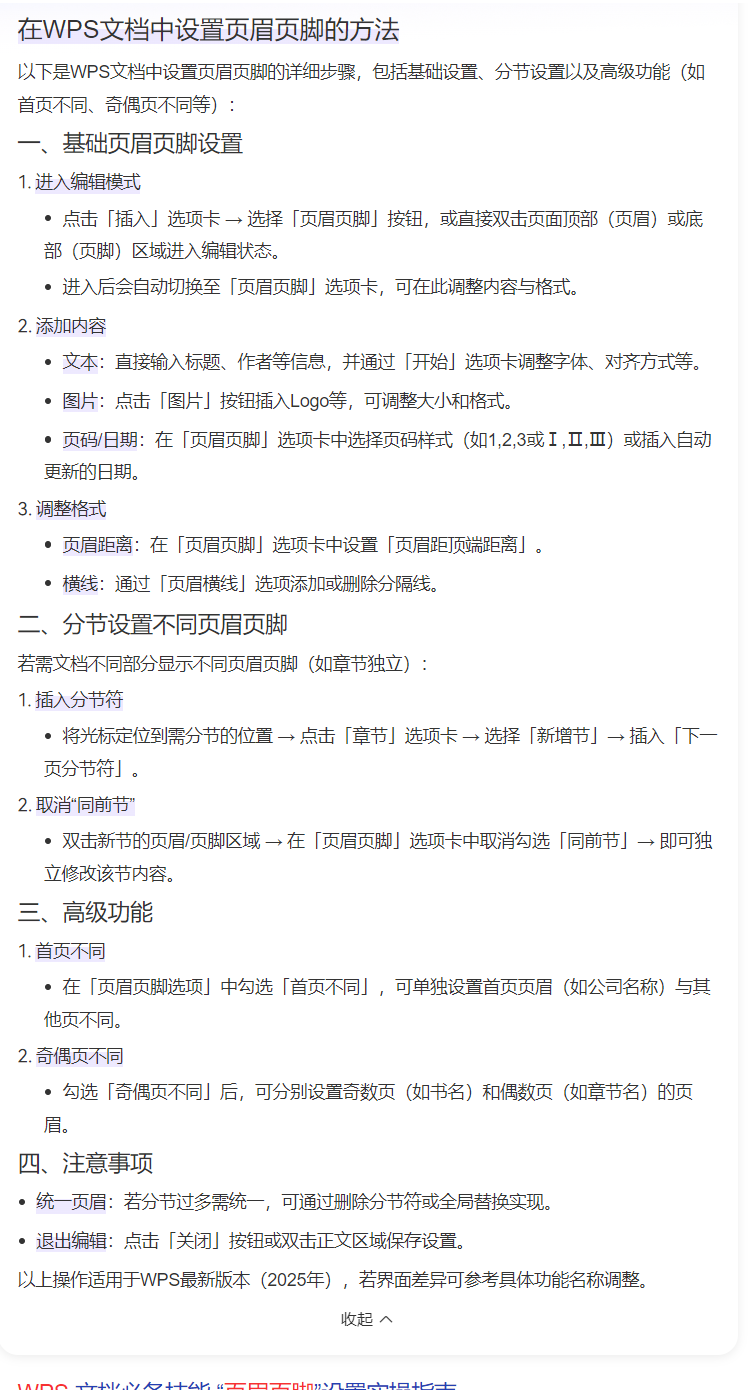 在WPS文档中设置页眉页脚的方法
以下是WPS文档中设置页眉页脚的详细步骤，包括基础设置、分节设置以及高级功能（如
首页不同、奇偶页不同等）：
一、基础页眉页脚设置
1. 进入编辑模式
• 点击「插入」选项卡 → 选择「页眉页脚」按钮，或直接双击页面顶部（页眉）或底
部（页脚）区域进入编辑状态。
• 进入后会自动切换至「页眉页脚」选项卡，可在此调整内容与格式。
2. 添加内容
• 文本：直接输入标题、作者等信息，并通过「开始」选项卡调整字体、对齐方式等。
• 图片：点击「图片」按钮插入Logo等，可调整大小和格式。
• 页码/日期：在「页眉页脚」选项卡中选择页码样式（如1,2,3或Ⅰ,Ⅱ,Ⅲ）或插入自动
更新的日期。
3. 调整格式
• 页眉距离：在「页眉页脚」选项卡中设置「页眉距顶端距离」。
• 横线：通过「页眉横线」选项添加或删除分隔线。
二、分节设置不同页眉页脚
若需文档不同部分显示不同页眉页脚（如章节独立）：
1. 插入分节符
• 将光标定位到需分节的位置 → 点击「章节」选项卡 → 选择「新增节」→ 插入「下一
页分节符」。
2. 取消“同前节”
• 双击新节的页眉/页脚区域 → 在「页眉页脚」选项卡中取消勾选「同前节」→ 即可独
立修改该节内容。
三、高级功能
1. 首页不同
• 在「页眉页脚选项」中勾选「首页不同」，可单独设置首页页眉（如公司名称）与其
他页不同。
2. 奇偶页不同
• 勾选「奇偶页不同」后，可分别设置奇数页（如书名）和偶数页（如章节名）的页
眉。
四、注意事项
• 统一页眉：若分节过多需统一，可通过删除分节符或全局替换实现。
• 退出编辑：点击「关闭」按钮或双击正文区域保存设置。
以上操作适用于WPS最新版本（2025年），若界面差异可参考具体功能名称调整。
收起
WPS 文档必备技能:“页眉页脚”设置实操指南